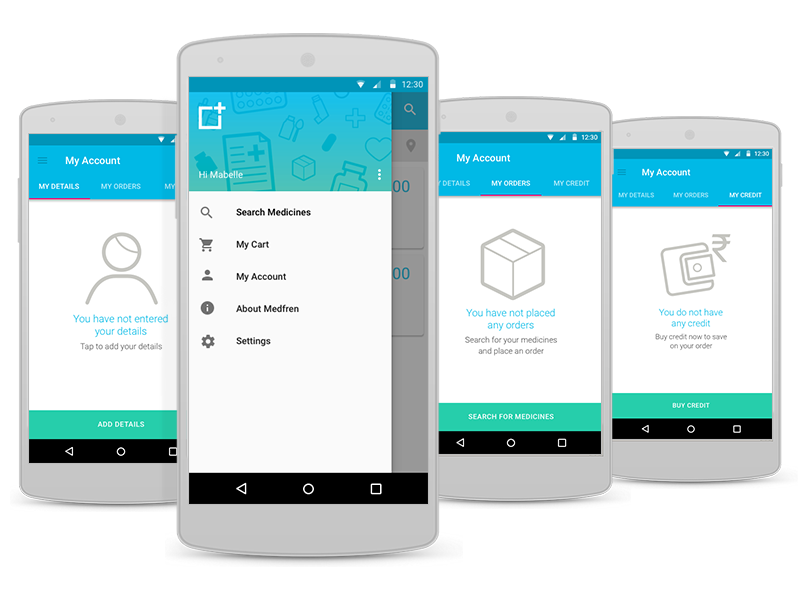 12:30
My Account
MY DETAILS MY ORDERS MY
You have not entered
your details
Tap to add your details
ADD DETAILS
12:30
Hi Mabelle
Search Medicines
My Cart
My Account
About Medfren
Settings
00
00
12:30
My Account
DETAILS MY ORDERS MY CREDIT
You have not placed
any orders
Search for your medicines
and place an order
SEARCH FOR MEDICINES
12:30
My Account
MY DETAILS MY ORDERS MY CREDIT
₹
You do not have
any credit
Buy credit now to save
on your order
BUY CREDIT